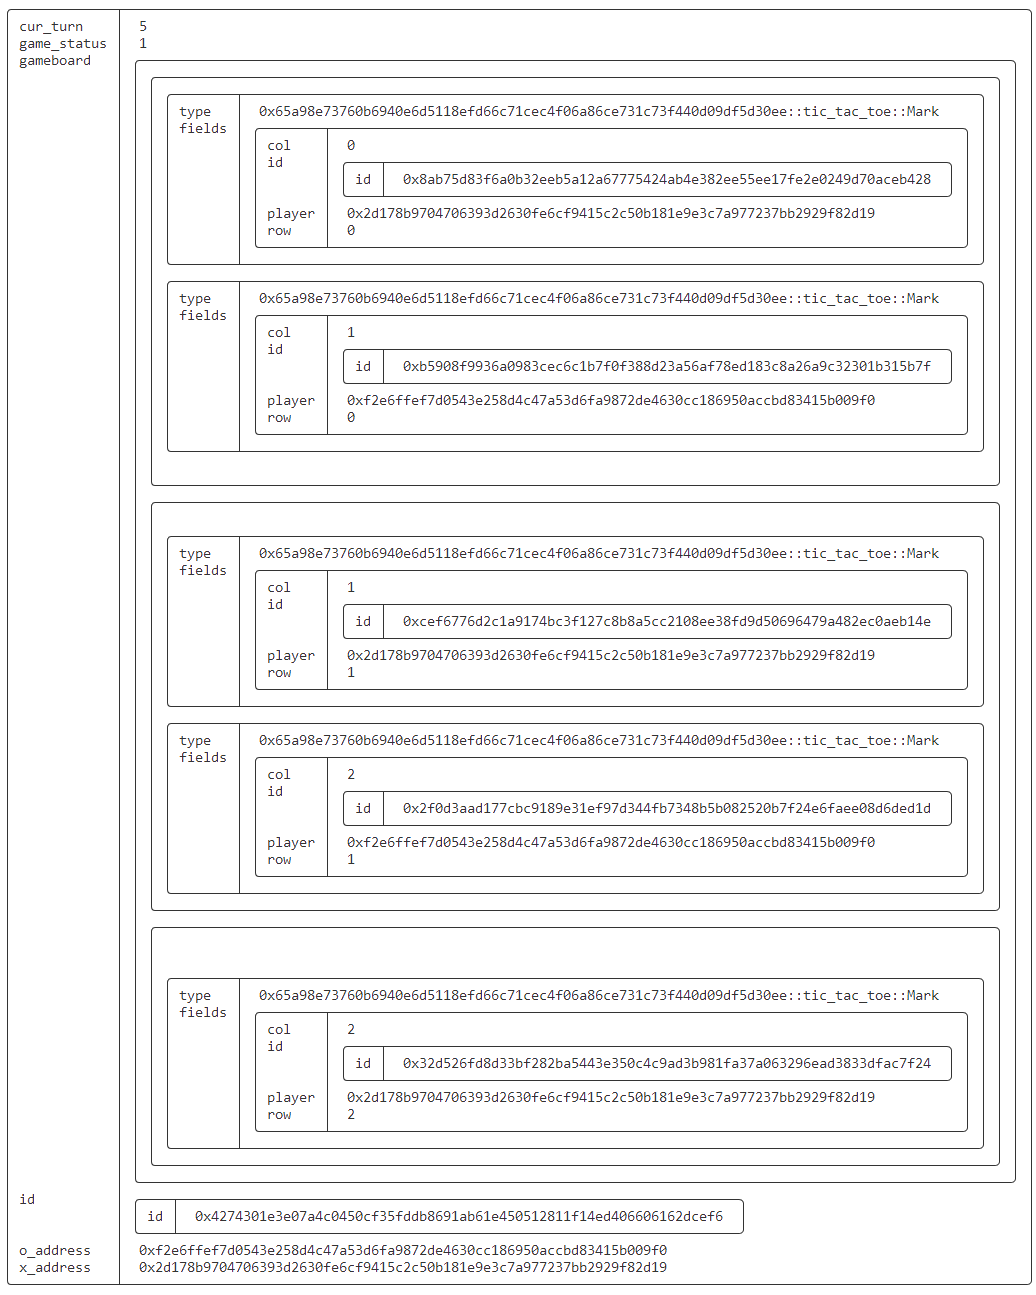 cur_turn 5
game_status 1
gameboard
type 0x65a98e73760b6940e6d5118efd66c71cec4f06a86ce731c73f440d09df5d30ee::tic_tac_toe::Mark
fields
col 0
id
id 0x8ab75d83f6a0b32eeb5a12a67775424ab4e382ee55ee17fe2e0249d70aceb428
player 0x2d178b9704706393d2630fe6cf9415c2c50b181e9e3c7a977237bb2929f82d19
row 0
type 0x65a98e73760b6940e6d5118efd66c71cec4f06a86ce731c73f440d09df5d30ee::tic_tac_toe::Mark
fields
col 1
id
id 0xb5908f9936a0983cec6c1b7f0f388d23a56af78ed183c8a26a9c32301b315b7f
player 0xf2e6ffef7d0543e258d4c47a53d6fa9872de4630cc186950accbd83415b009f0
row 0
type 0x65a98e73760b6940e6d5118efd66c71cec4f06a86ce731c73f440d09df5d30ee::tic_tac_toe::Mark
fields
col 1
id
id 0xcef6776d2c1a9174bc3f127c8b8a5cc2108ee38fd9d50696479a482ec0aeb14e
player 0x2d178b9704706393d2630fe6cf9415c2c50b181e9e3c7a977237bb2929f82d19
row 1
type 0x65a98e73760b6940e6d5118efd66c71cec4f06a86ce731c73f440d09df5d30ee::tic_tac_toe::Mark
fields
col 2
id
id 0x2f0d3aad177cbc9189e31ef97d344fb7348b5b082520b7f24e6faee08d6ded1d
player 0xf2e6ffef7d0543e258d4c47a53d6fa9872de4630cc186950accbd83415b009f0
row 1
type 0x65a98e73760b6940e6d5118efd66c71cec4f06a86ce731c73f440d09df5d30ee::tic_tac_toe::Mark
fields
col 2
id
id 0x32d526fd8d33bf282ba5443e350c4c9ad3b981fa37a063296ead3833dfac7f24
player 0x2d178b9704706393d2630fe6cf9415c2c50b181e9e3c7a977237bb2929f82d19
row 2
id
id 0x4274301e3e07a4c0450cf35fddb8691ab61e450512811f14ed406606162dcef6
o_address 0xf2e6ffef7d0543e258d4c47a53d6fa9872de4630cc186950accbd83415b009f0
x_address 0x2d178b9704706393d2630fe6cf9415c2c50b181e9e3c7a977237bb2929f82d19